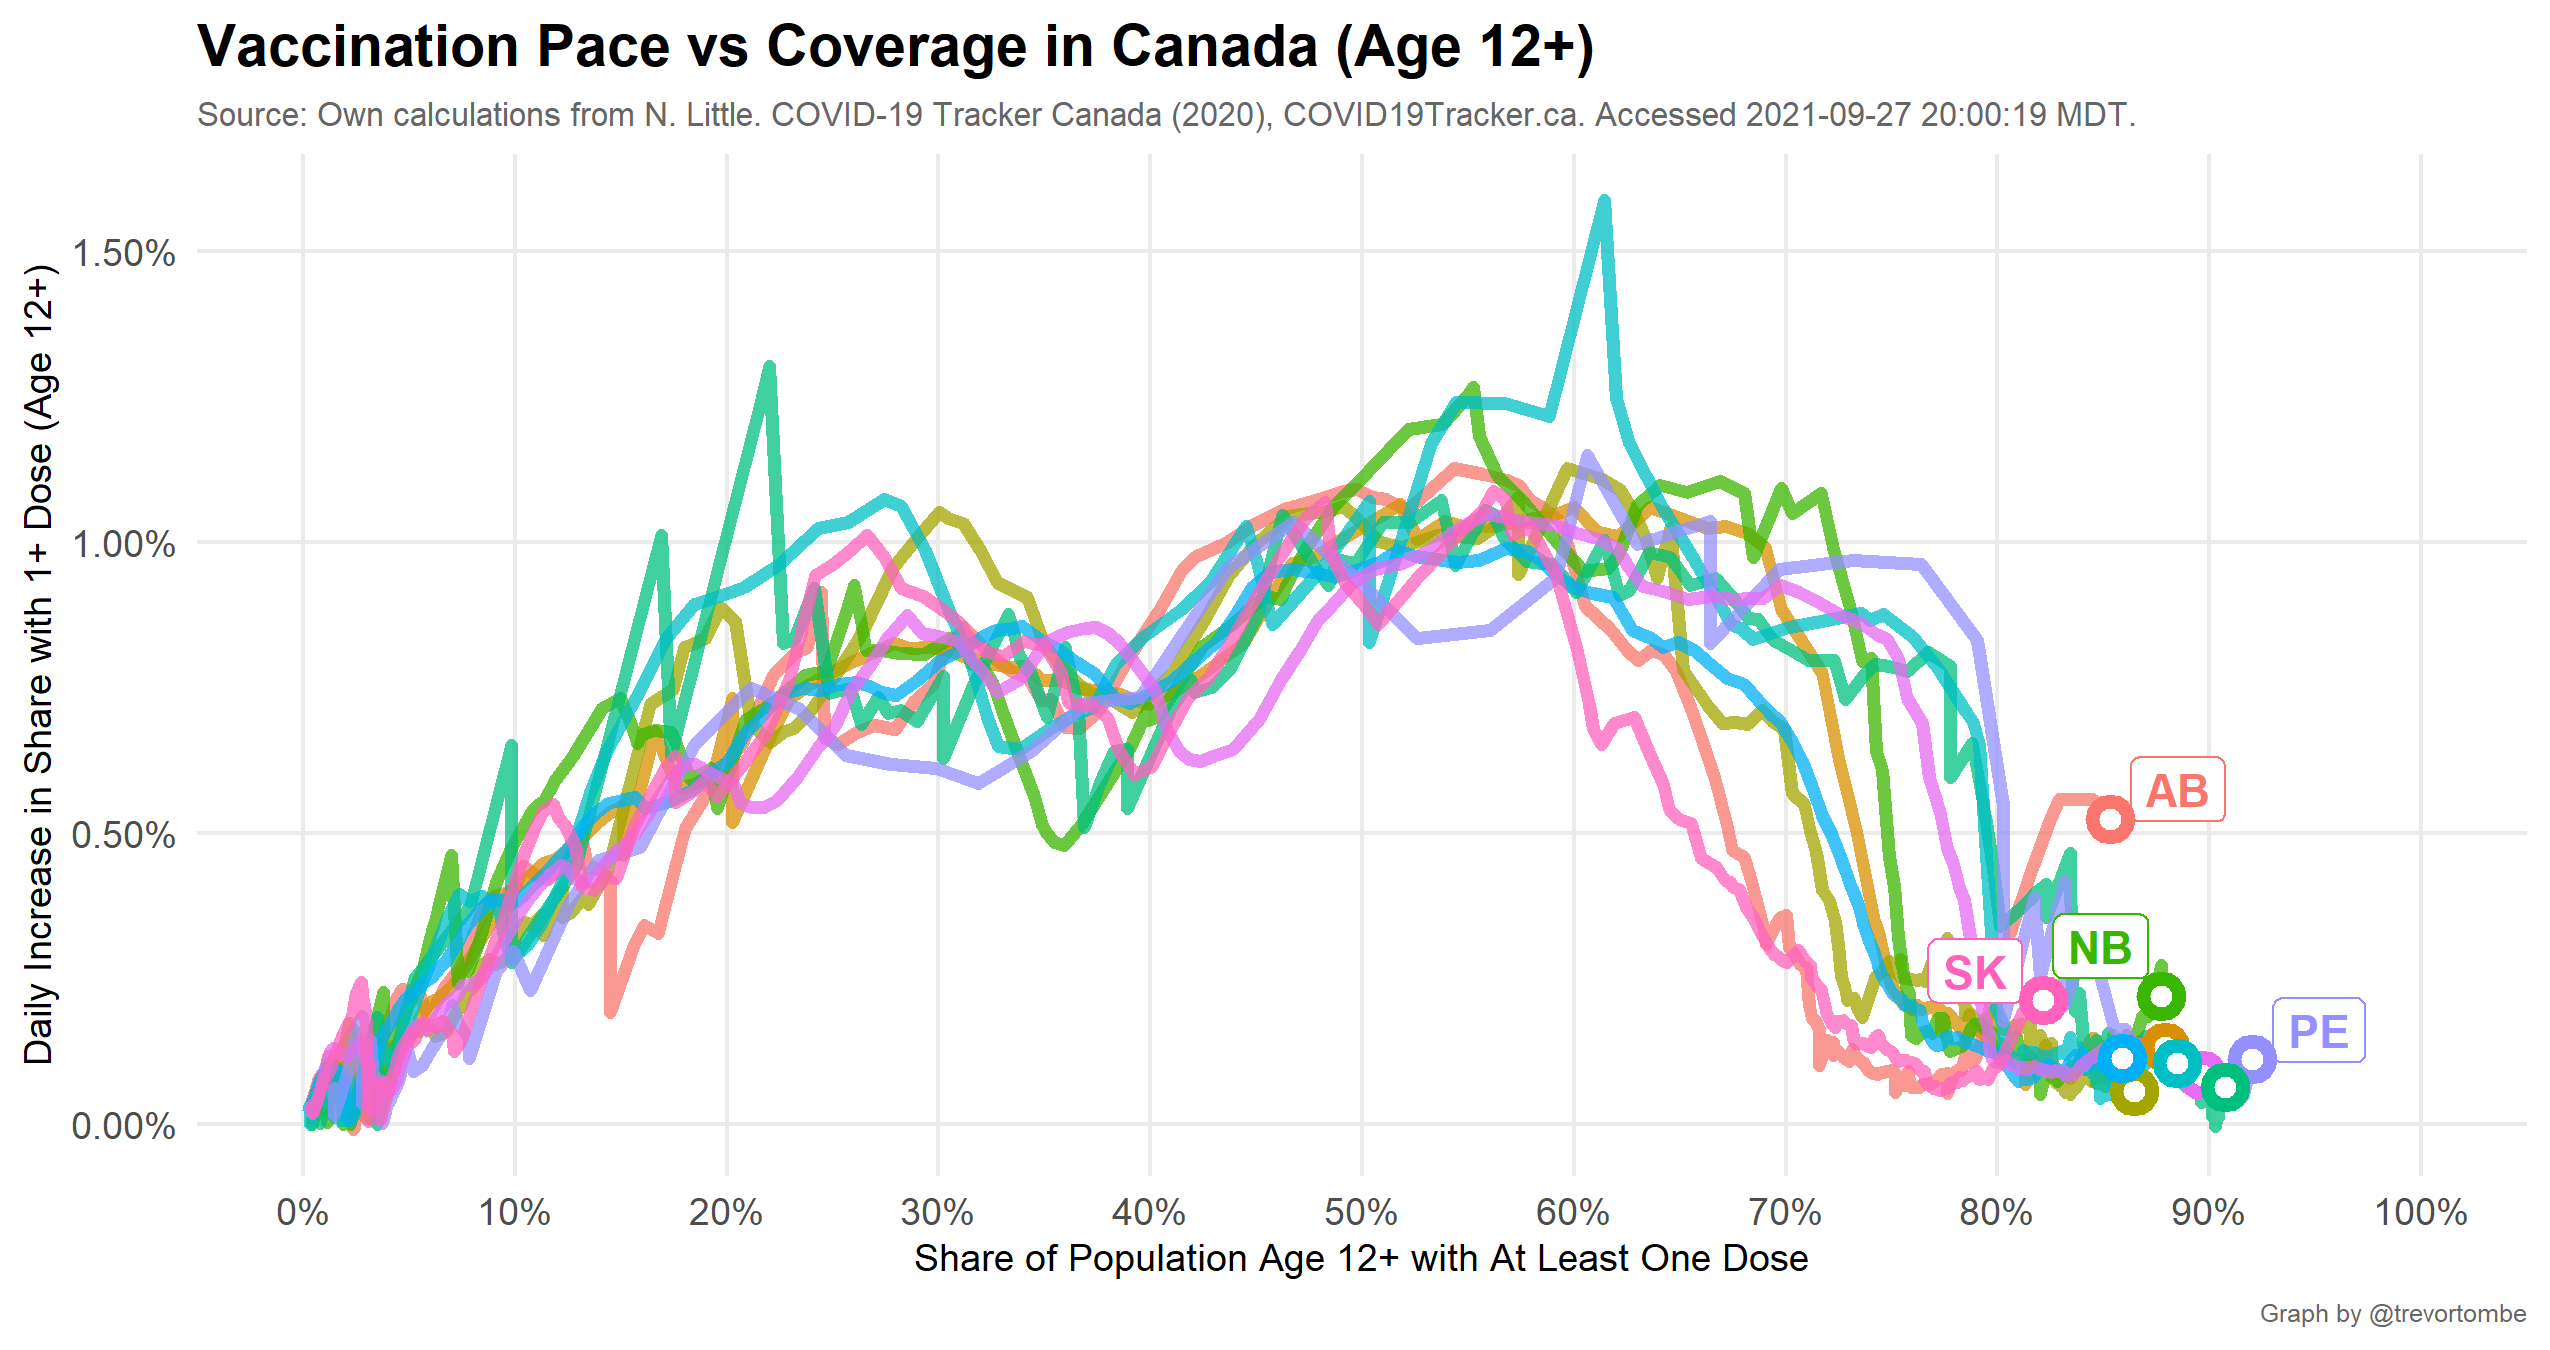 Vaccination Pace vs Coverage in Canada (Age 12+)
Source: Own calculations from N. Little. COVID-19 Tracker Canada (2020), COVID19Tracker.ca. Accessed 2021-09-27 20:00:19 MDT.
Daily Increase in Share with 1+ Dose (Age 12+)
1.50%
1.00%
0.50%
0.00%
AB
NB
SK
PE
0% 10% 20% 30% 40% 50% 60% 70% 80% 90% 100%
Share of Population Age 12+ with At Least One Dose
Graph by @trevortombe